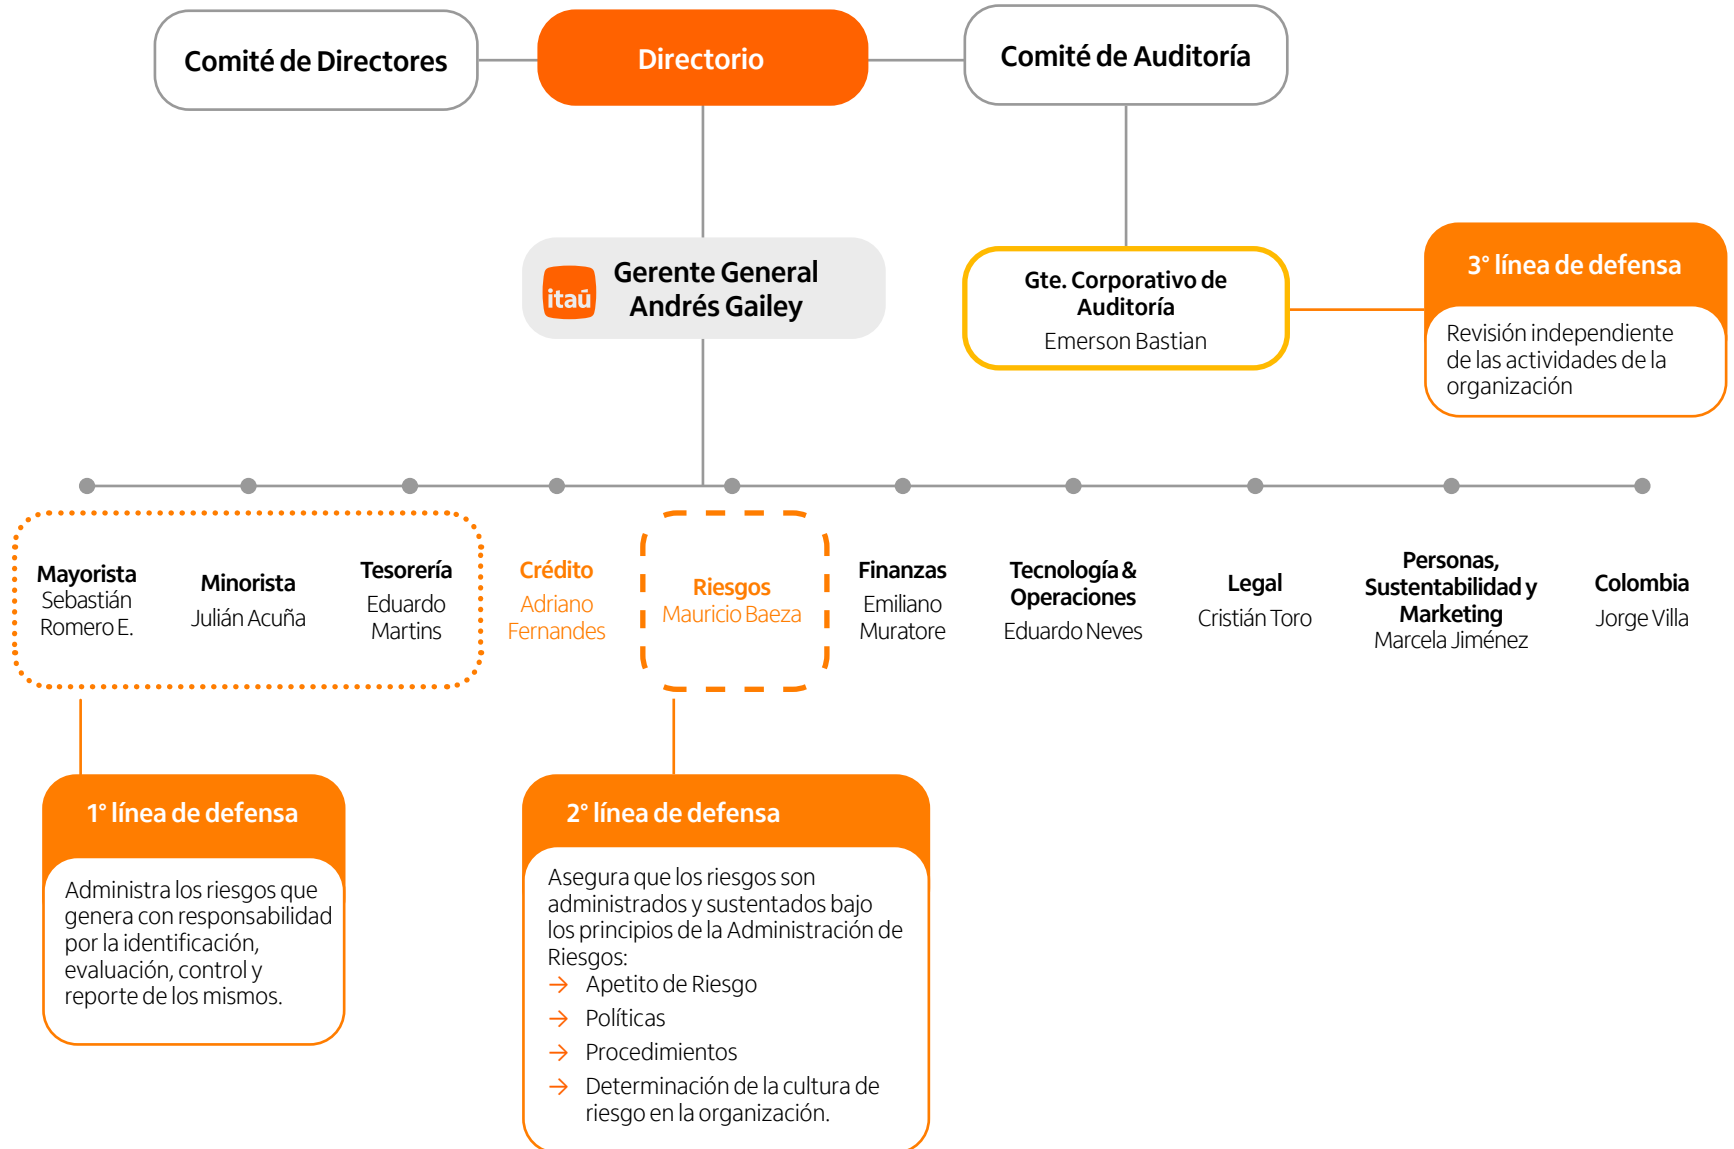 Comité de Directores
Directorio
Comité de Auditoría
itaú
Gerente General
Andrés Gailey
Gte. Corporativo de
Auditoría
Emerson Bastian
3° línea de defensa
Revisión independiente
de las actividades de la
organización
Mayorista
Sebastián
Romero E.
Minorista
Julián Acuña
Tesorería
Eduardo
Martins
Crédito
Adriano
Fernandes
Riesgos
Mauricio Baeza
Finanzas
Emiliano
Muratore
Tecnología &
Operaciones
Eduardo Neves
Legal
Cristián Toro
Personas,
Sustentabilidad y
Marketing
Marcela Jiménez
Colombia
Jorge Villa
1° línea de defensa
Administra los riesgos que
genera con responsabilidad
por la identificación,
evaluación, control y
reporte de los mismos.
2° línea de defensa
Asegura que los riesgos son
administrados y sustentados bajo
los principios de la Administración de
Riesgos:
→ Apetito de Riesgo
→ Políticas
→ Procedimientos
→ Determinación de la cultura de
riesgo en la organización.